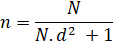 n = N / (N.d² + 1)